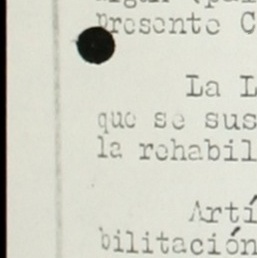 presente C
La L
que se sus
la rehabil
Artí
bilitación